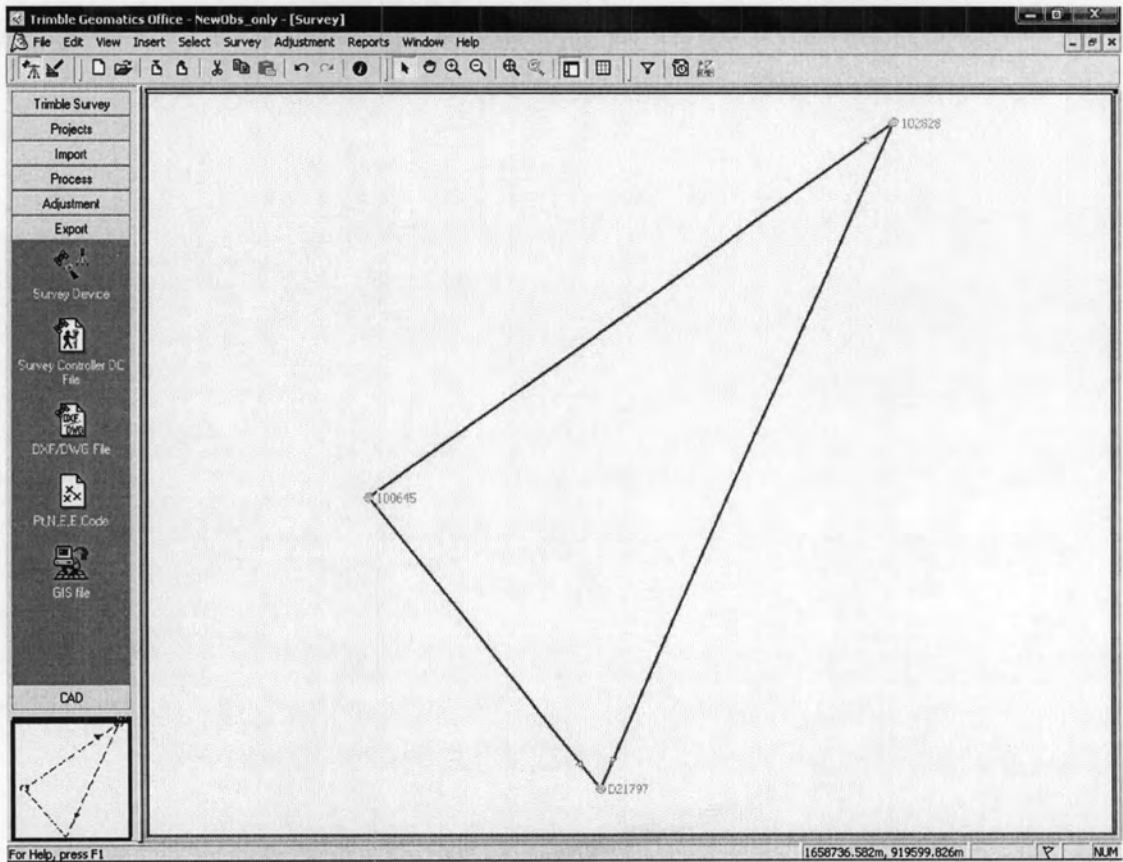 Trimble Geomatics Office - NewObs_only - [Survey]
File Edit View Insert Select Survey Adjustment Reports Window Help
Trimble Survey
Projects
Import
Process
Adjustment
Export
Survey Device
Survey Controller DC
File
DXF/DWG File
Pt,N,E,E,Code
GIS file
CAD
102828
100645
D21797
For Help, press F1
1658736.582m, 919599.826m
NUM